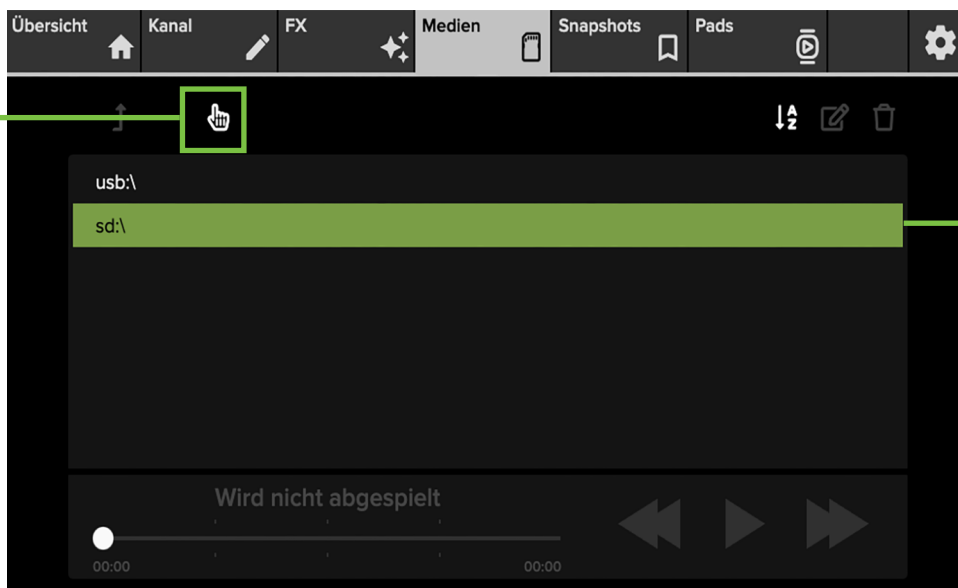 Übersicht
Kanal
FX
Medien
Snapshots
Pads
A
Z
usb:\
sd:\
Wird nicht abgespielt
00:00
00:00